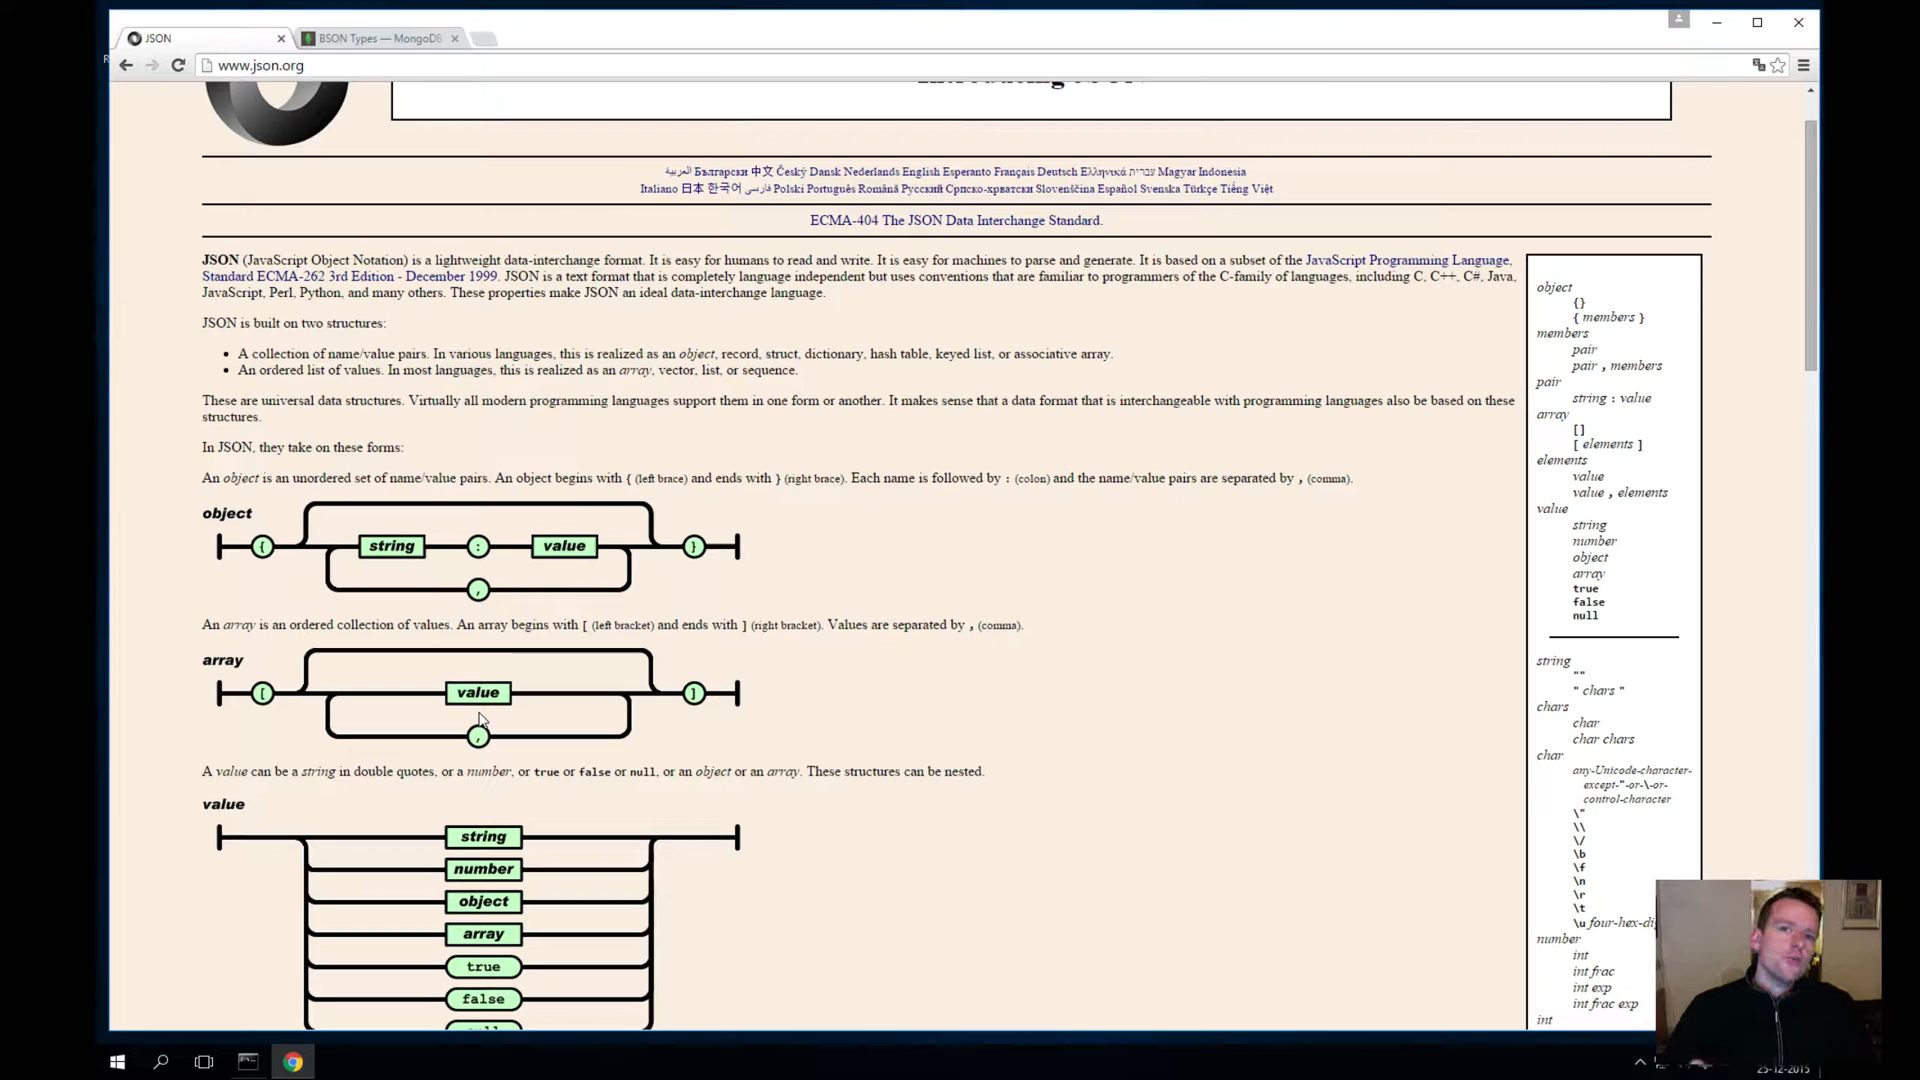 JSON
BSON Types — MongoDB
www.json.org
العربية Български 中文 Český Dansk Nederlands English Esperanto Français Deutsch Ελληνικά עברית Magyar Indonesia
Italiano 日本 한국어 فارسی Polski Português Română Русский Српско-хрватски Slovenščina Español Svenska Türkçe Tiếng Việt
ECMA-404 The JSON Data Interchange Standard.
JSON (JavaScript Object Notation) is a lightweight data-interchange format. It is easy for humans to read and write. It is easy for machines to parse and generate. It is based on a subset of the JavaScript Programming Language,
Standard ECMA-262 3rd Edition - December 1999. JSON is a text format that is completely language independent but uses conventions that are familiar to programmers of the C-family of languages, including C, C++, C#, Java,
JavaScript, Perl, Python, and many others. These properties make JSON an ideal data-interchange language.
JSON is built on two structures:
• A collection of name/value pairs. In various languages, this is realized as an object, record, struct, dictionary, hash table, keyed list, or associative array.
• An ordered list of values. In most languages, this is realized as an array, vector, list, or sequence.
These are universal data structures. Virtually all modern programming languages support them in one form or another. It makes sense that a data format that is interchangeable with programming languages also be based on these
structures.
In JSON, they take on these forms:
An object is an unordered set of name/value pairs. An object begins with { (left brace) and ends with } (right brace). Each name is followed by : (colon) and the name/value pairs are separated by , (comma).
object
{ string : value }
,
An array is an ordered collection of values. An array begins with [ (left bracket) and ends with ] (right bracket). Values are separated by , (comma).
array
[ value ]
,
A value can be a string in double quotes, or a number, or true or false or null, or an object or an array. These structures can be nested.
value
string
number
object
array
true
false
object
{}
{ members }
members
pair
pair , members
pair
string : value
array
[]
[ elements ]
elements
value
value , elements
value
string
number
object
array
true
false
null
string
""
" chars "
chars
char
char chars
char
any-Unicode-character-
except-"-or-\-or-
control-character
\"
\\
\/
\b
\f
\n
\r
\t
\u four-hex-di
number
int
int frac
int exp
int frac exp
int
25-12-2015